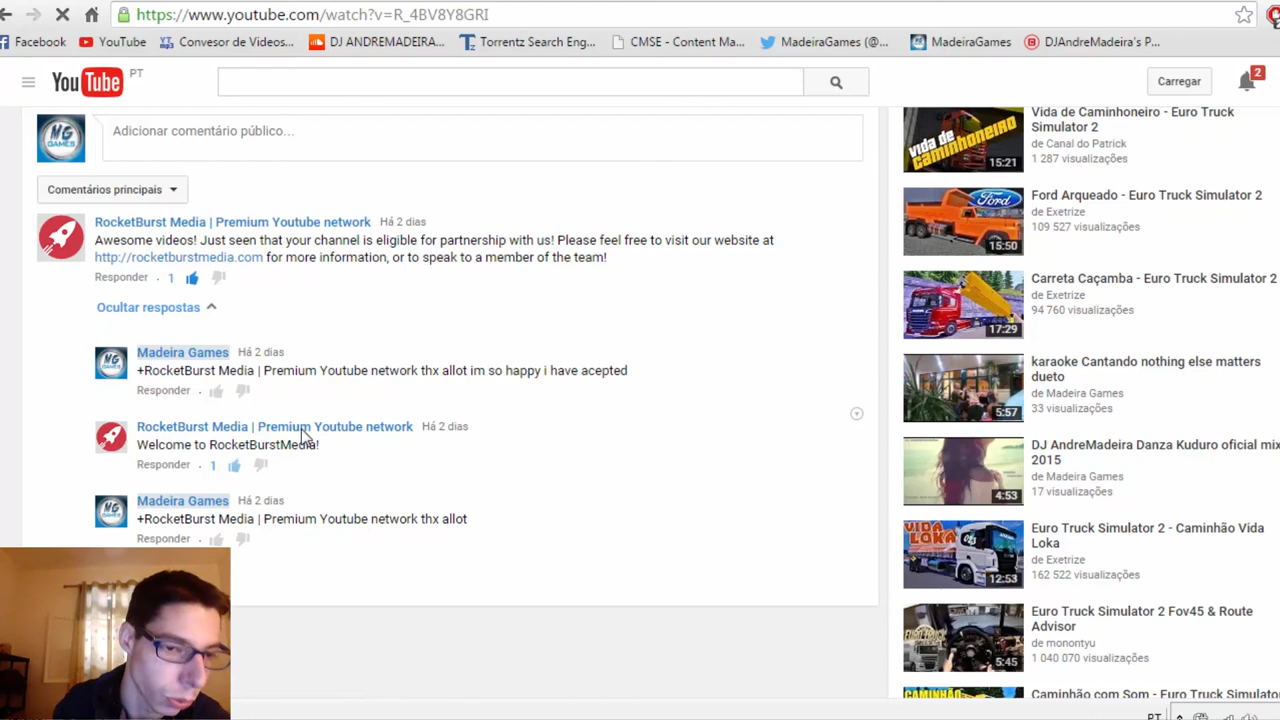 https://www.youtube.com/watch?v=R_4BV8Y8GRI
Facebook
YouTube
Convesor de Videos...
DJ ANDREMADEIRA...
Torrentz Search Eng...
CMSE - Content Ma...
MadeiraGames (@...
MadeiraGames
DJAndreMadeira's P...
YouTube PT
Carregar
2
MG GAMES
Adicionar comentário público...
Comentários principais
RocketBurst Media | Premium Youtube network Há 2 dias
Awesome videos! Just seen that your channel is eligible for partnership with us! Please feel free to visit our website at
http://rocketburstmedia.com for more information, or to speak to a member of the team!
Responder · 1
Ocultar respostas
Madeira Games Há 2 dias
+RocketBurst Media | Premium Youtube network thx allot im so happy i have acepted
Responder ·
RocketBurst Media | Premium Youtube network Há 2 dias
Welcome to RocketBurstMedia!
Responder · 1
Madeira Games Há 2 dias
+RocketBurst Media | Premium Youtube network thx allot
Responder ·
Vida de Caminhoneiro - Euro Truck
Simulator 2
de Canal do Patrick
1 287 visualizações
VIDA DE CAMINHONEIRO
15:21
Ford Arqueado - Euro Truck Simulator 2
de Exetrize
109 527 visualizações
Ford
15:50
Carreta Caçamba - Euro Truck Simulator 2
de Exetrize
94 760 visualizações
17:29
karaoke Cantando nothing else matters
dueto
de Madeira Games
33 visualizações
5:57
DJ AndreMadeira Danza Kuduro oficial mix
2015
de Madeira Games
17 visualizações
4:53
Euro Truck Simulator 2 - Caminhão Vida
Loka
de Exetrize
162 522 visualizações
VIDA LOKA
12:53
Euro Truck Simulator 2 Fov45 & Route
Advisor
de monontyu
1 040 070 visualizações
5:45
Caminhão com Som - Euro Truck Simulator
CAMINHÃO
PT